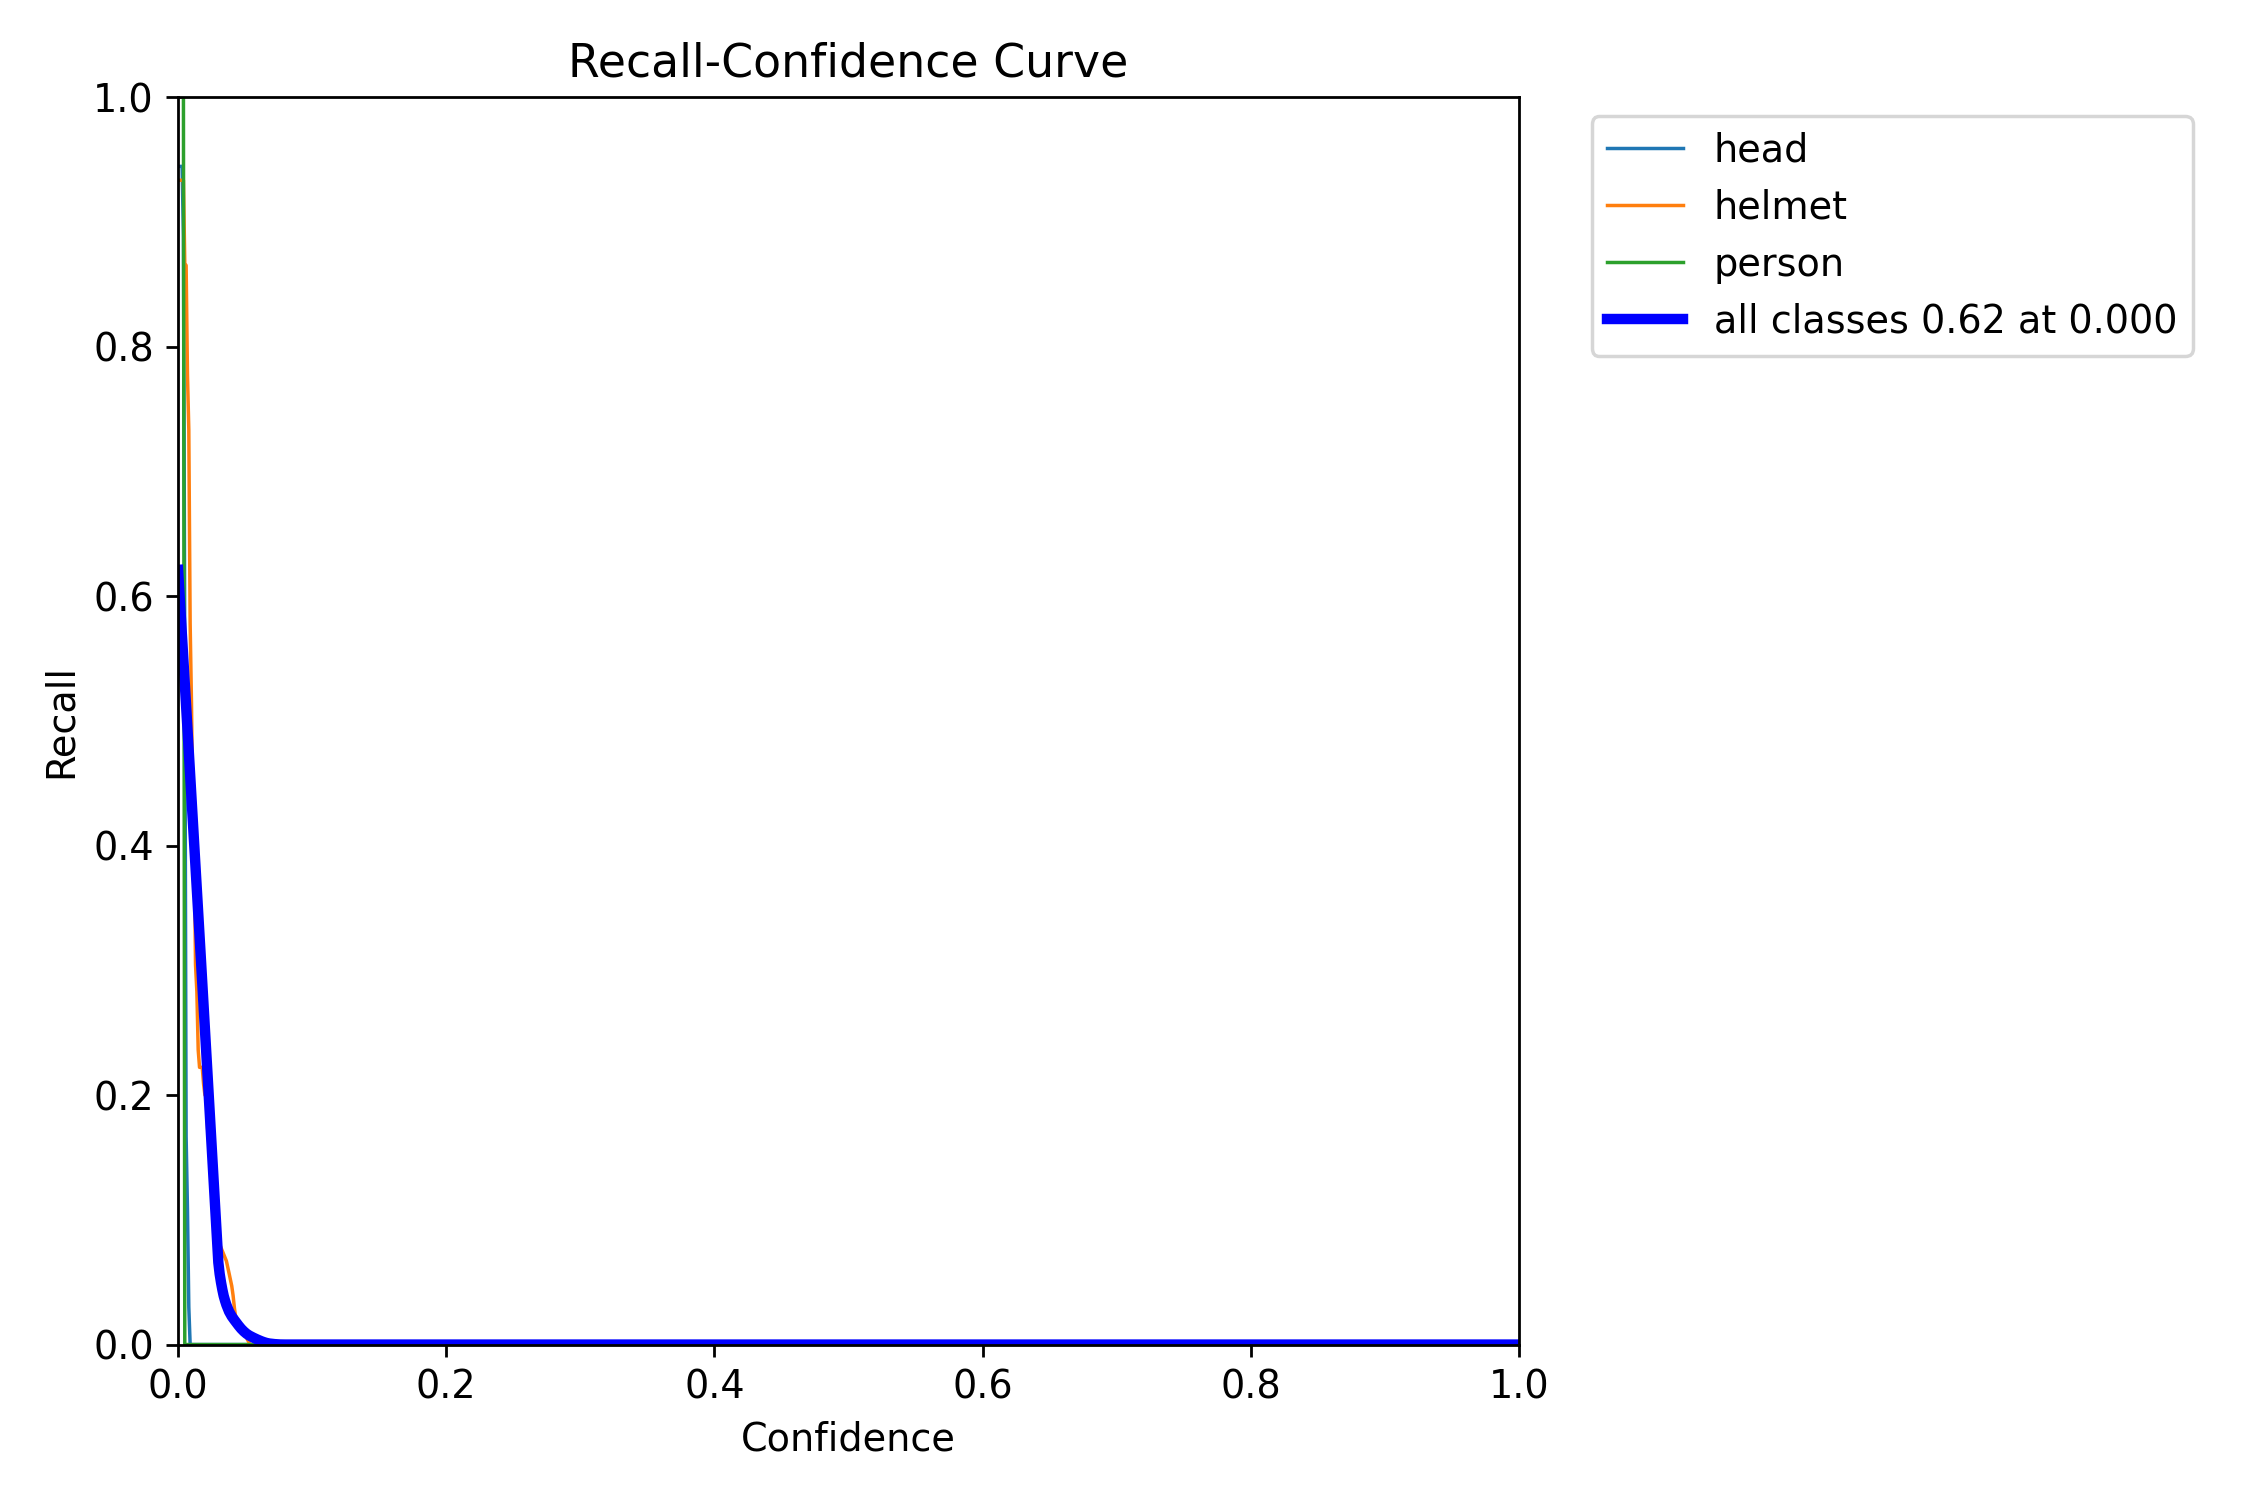 Recall-Confidence Curve
1.0
0.8
0.6
0.4
0.2
0.0
Recall
0.0 0.2 0.4 0.6 0.8 1.0
Confidence
head
helmet
person
all classes 0.62 at 0.000